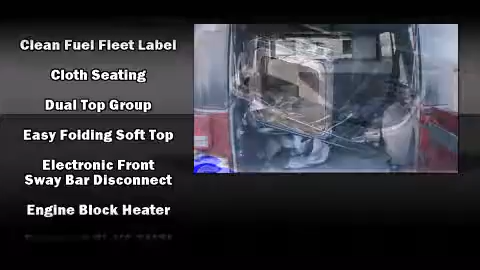 Clean Fuel Fleet Label
Cloth Seating
Dual Top Group
Easy Folding Soft Top
Electronic Front
Sway Bar Disconnect
Engine Block Heater